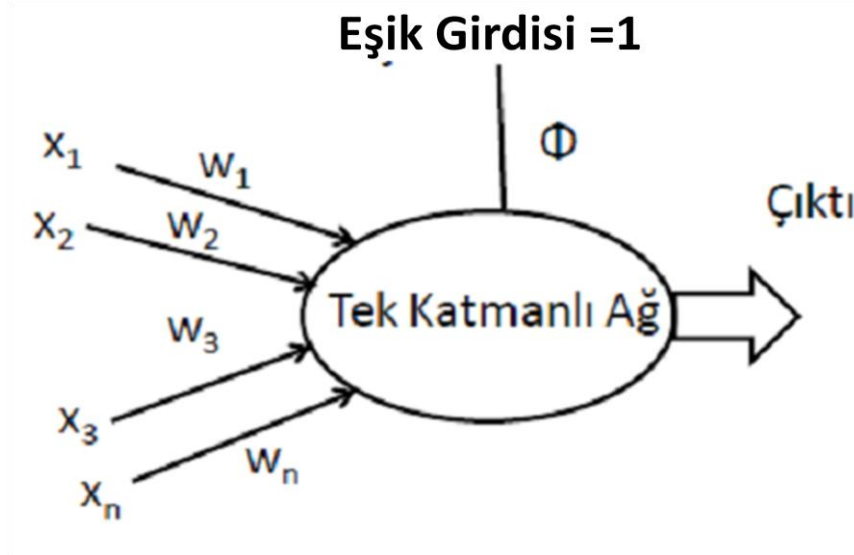 Eşik Girdisi =1
Φ
X₁
W₁
X₂
W₂
Çıktı
Tek Katmanlı Ağ
W₃
X₃
Wₙ
Xₙ